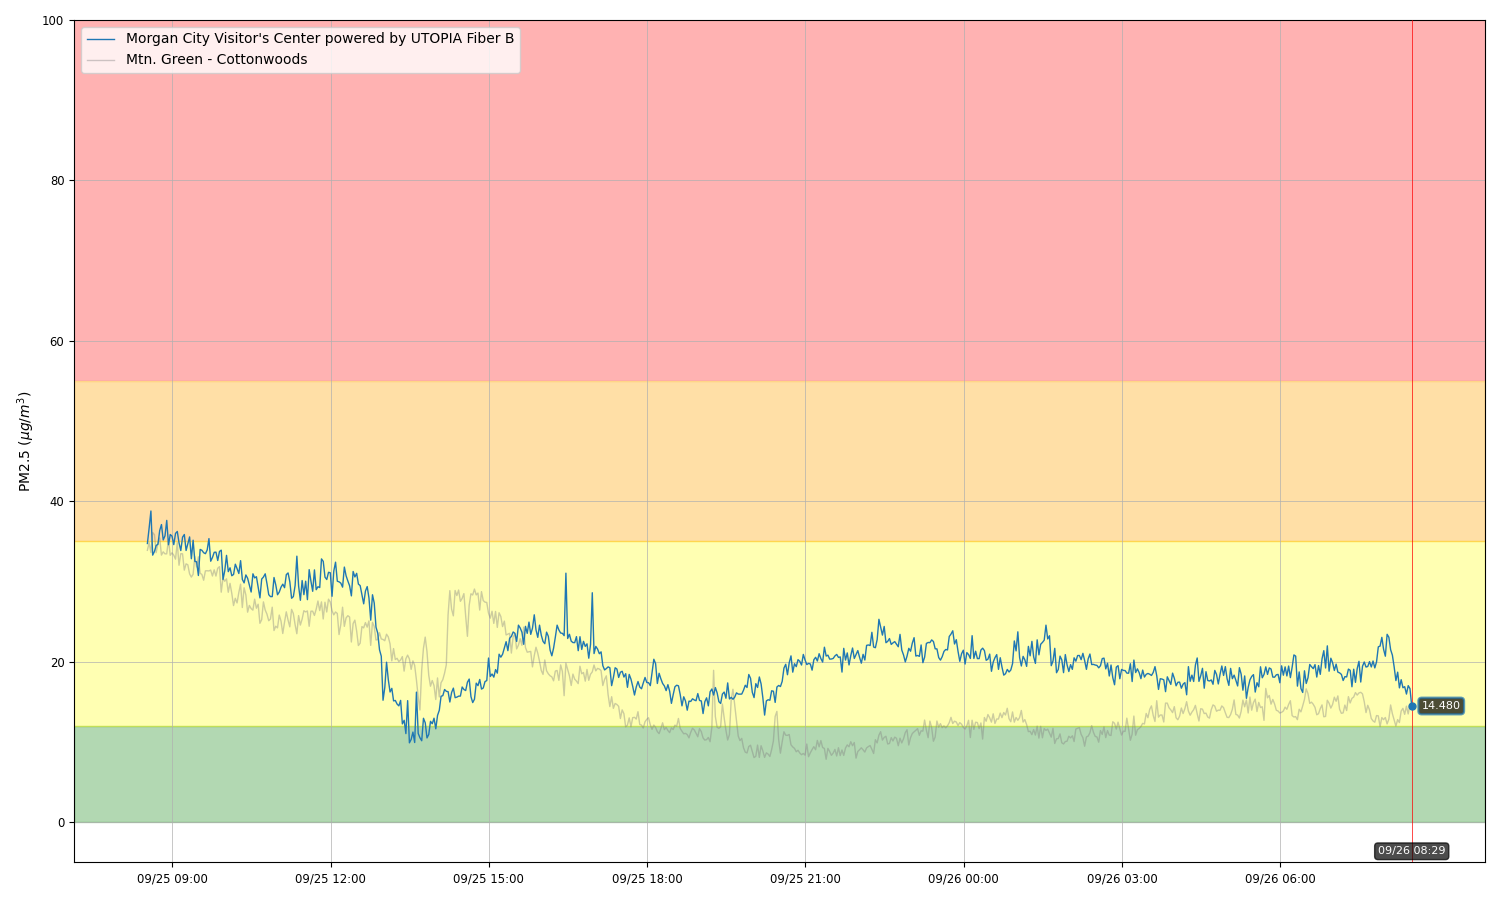 100
Morgan City Visitor's Center powered by UTOPIA Fiber B
Mtn. Green - Cottonwoods
80
60
40
20
0
PM2.5 (μg/m³)
14.480
09/26 08:29
09/25 09:00 09/25 12:00 09/25 15:00 09/25 18:00 09/25 21:00 09/26 00:00 09/26 03:00 09/26 06:00